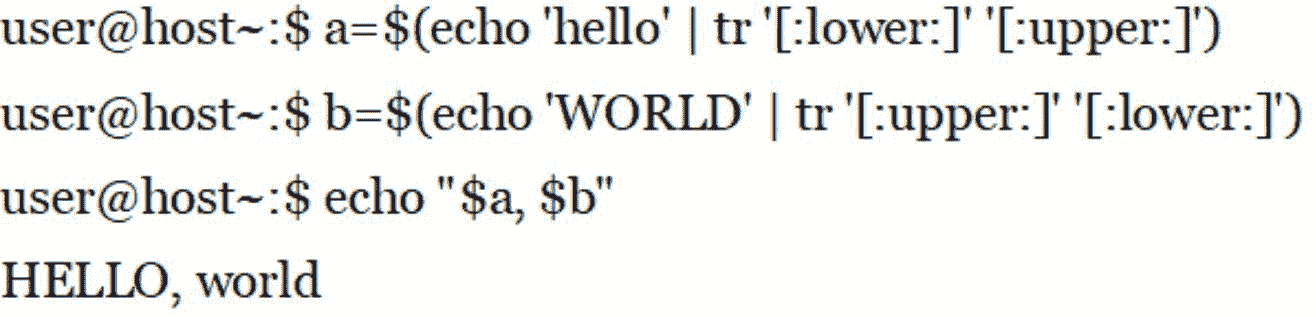 user@host~:$ a=$(echo 'hello' | tr '[:lower:]' '[:upper:]')
user@host~:$ b=$(echo 'WORLD' | tr '[:upper:]' '[:lower:]')
user@host~:$ echo "$a, $b"
HELLO, world